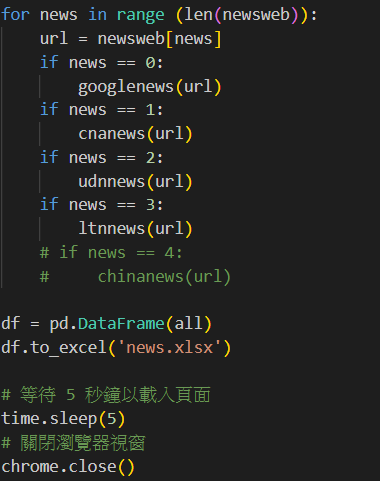 for news in range (len(newsweb)):
    url = newsweb[news]
    if news == 0:
        googlenews(url)
    if news == 1:
        cnanews(url)
    if news == 2:
        udnnews(url)
    if news == 3:
        ltnnews(url)
    # if news == 4:
    #     chinanews(url)

df = pd.DataFrame(all)
df.to_excel('news.xlsx')

# 等待 5 秒鐘以載入頁面
time.sleep(5)
# 關閉瀏覽器視窗
chrome.close()